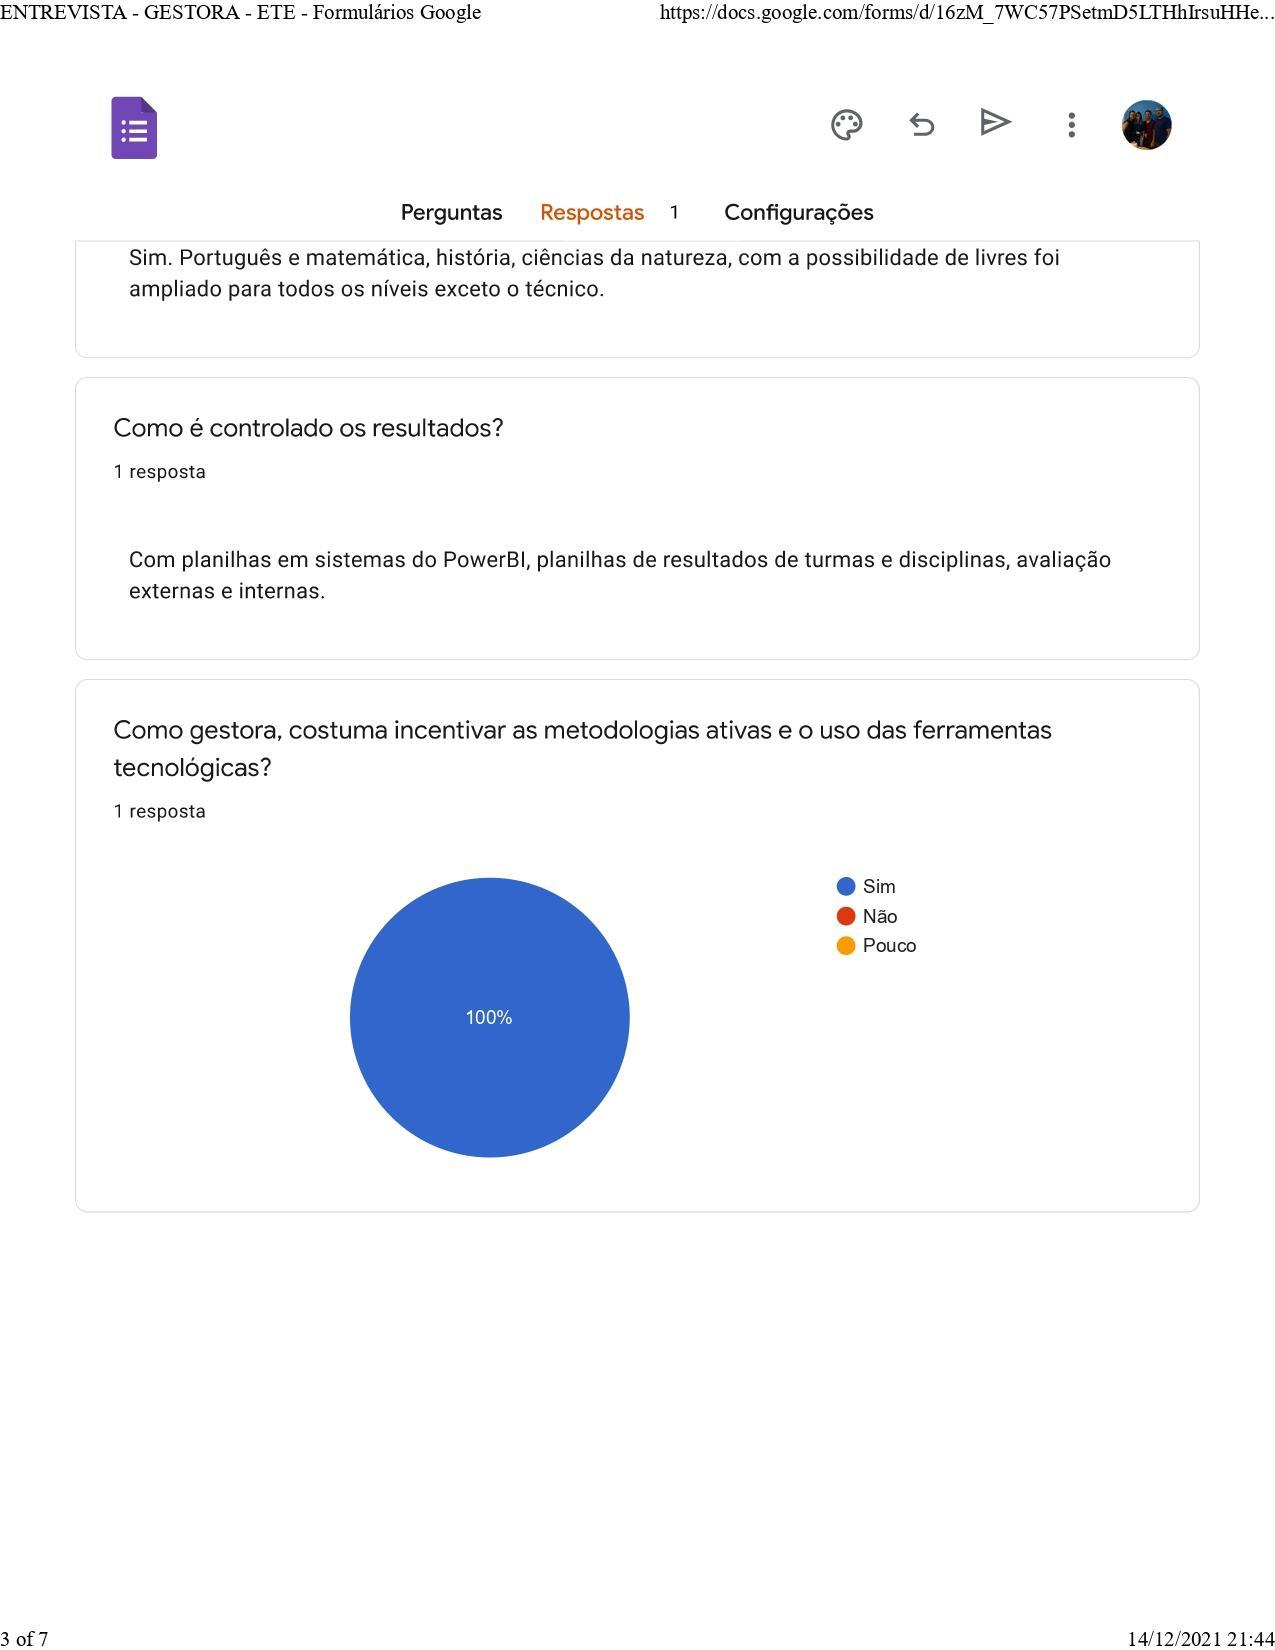 ENTREVISTA - GESTORA - ETE - Formulários Google
https://docs.google.com/forms/d/16zM_7WC57PSetmD5LTHhIrsuHHe...
Perguntas Respostas 1 Configurações
Sim. Português e matemática, história, ciências da natureza, com a possibilidade de livres foi
ampliado para todos os níveis exceto o técnico.
Como é controlado os resultados?
1 resposta
Com planilhas em sistemas do PowerBI, planilhas de resultados de turmas e disciplinas, avaliação
externas e internas.
Como gestora, costuma incentivar as metodologias ativas e o uso das ferramentas
tecnológicas?
1 resposta
100%
Sim
Não
Pouco
3 of 7
14/12/2021 21:44